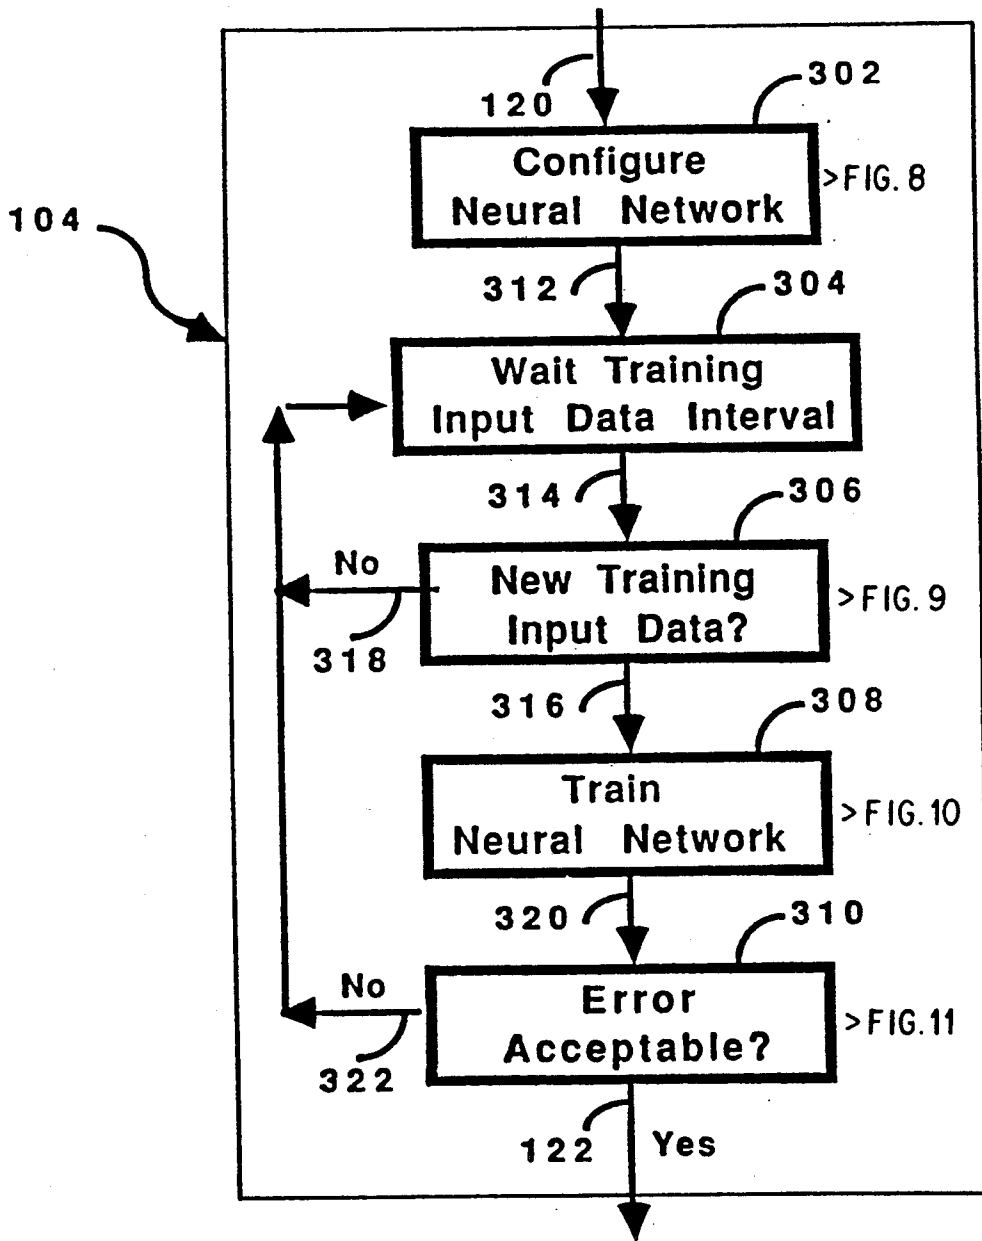 302
120
Configure
Neural Network
>FIG. 8
104
312
304
Wait Training
Input Data Interval
314
306
No
New Training
Input Data?
>FIG. 9
318
316
308
Train
Neural Network
>FIG. 10
320
310
No
Error
Acceptable?
>FIG. 11
322
122
Yes